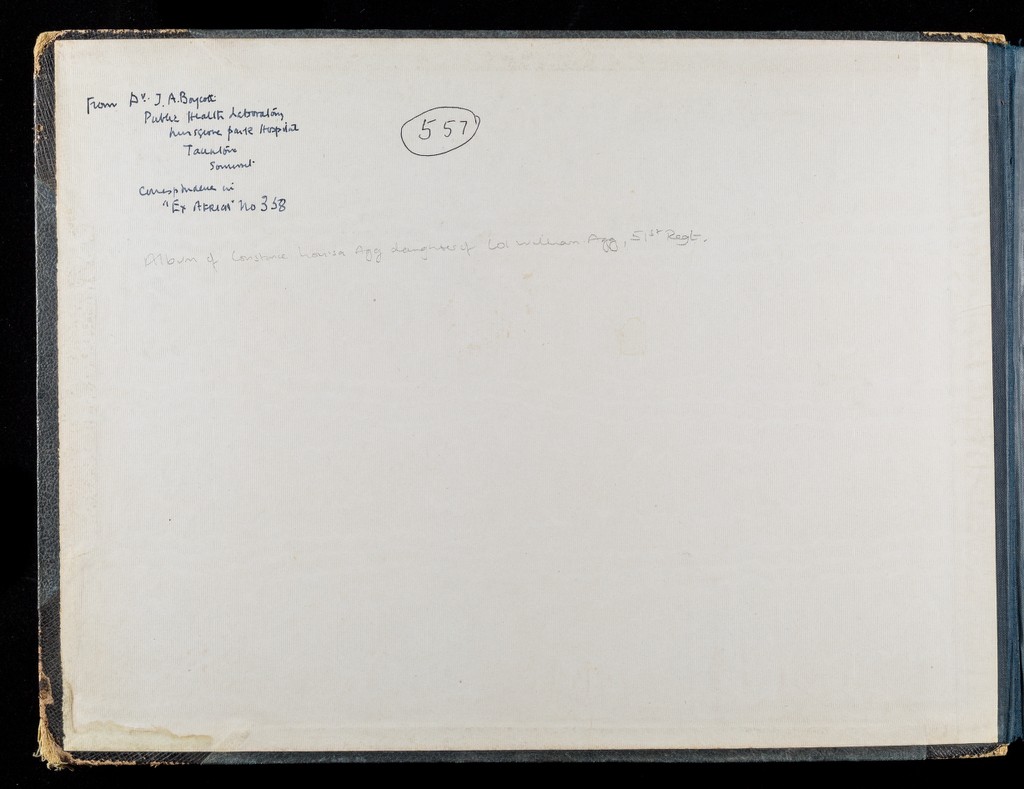 From Dr. J. A. Boycott
Public Health Laboratory
Musgrove park Hospital
Taunton
Somerset
557
Correspondence in
"Ex AFRICA" No 358
Album of Constance Louisa Agg daughter of Col William Agg, 51st Regt.